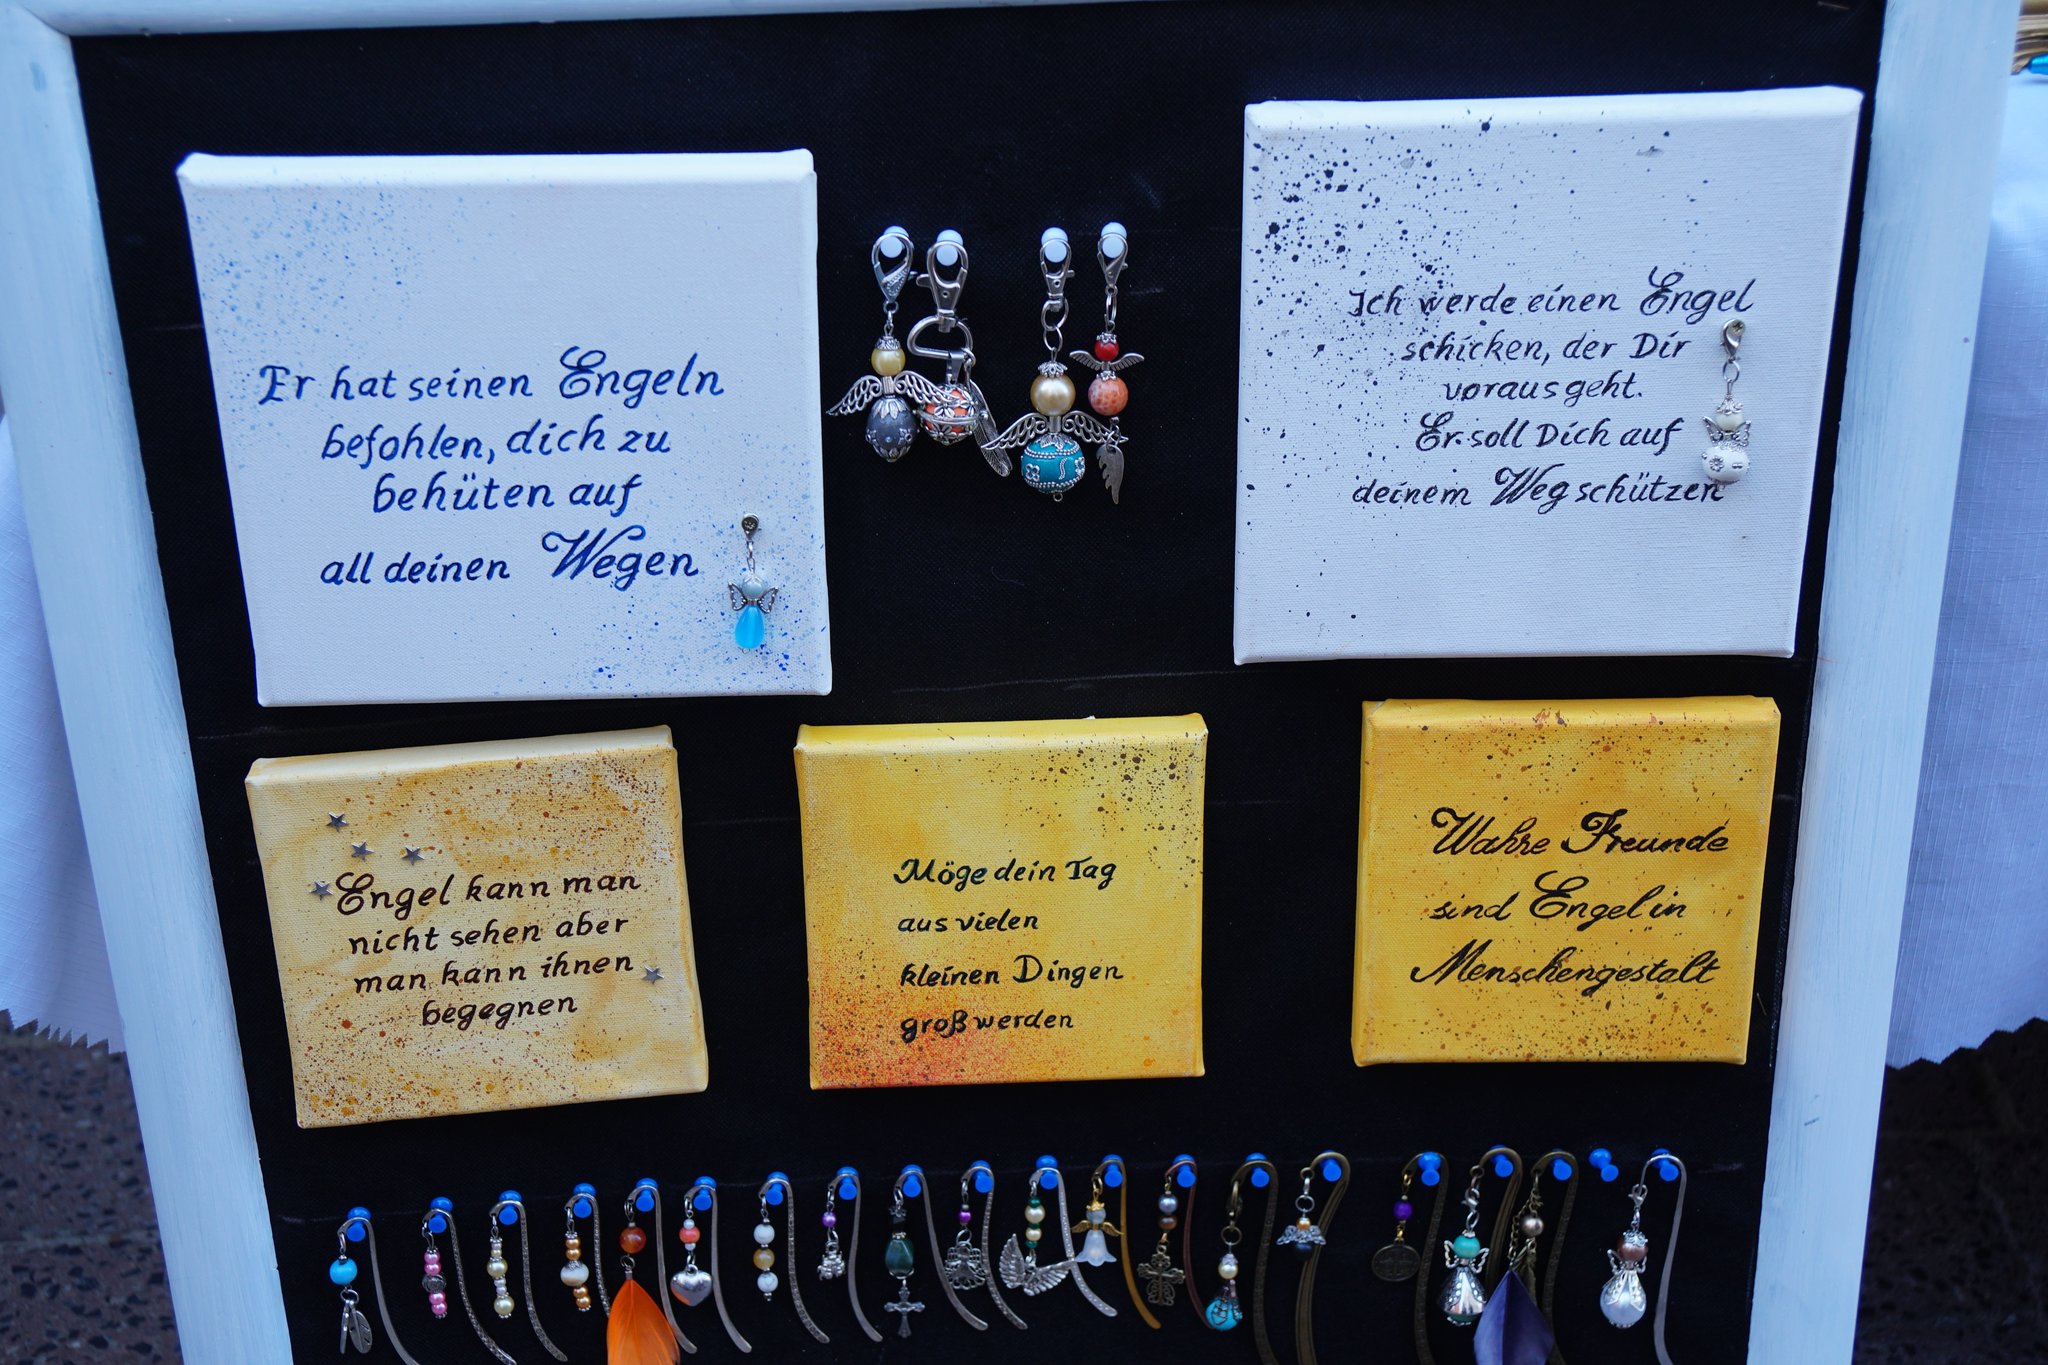 Er hat seinen Engeln
befohlen, dich zu
behüten auf
all deinen Wegen
Ich werde einen Engel
schicken, der Dir
vorausgeht.
Er soll Dich auf
deinem Weg schützen
Engel kann man
nicht sehen aber
man kann ihnen
begegnen
Möge dein Tag
aus vielen
kleinen Dingen
groß werden
Wahre Freunde
sind Engel in
Menschengestalt